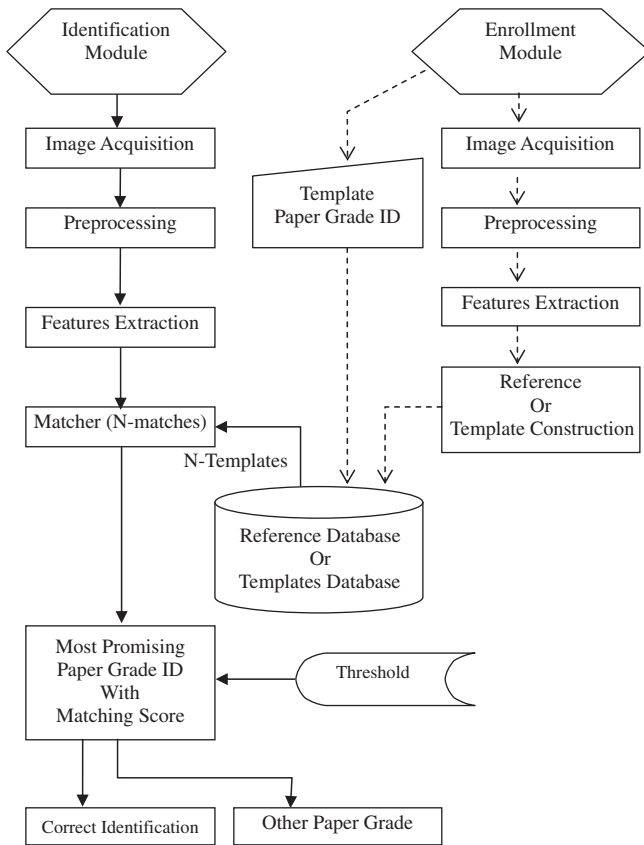 Identification
Module
Enrollment
Module
Image Acquisition
Image Acquisition
Template
Paper Grade ID
Preprocessing
Preprocessing
Features Extraction
Features Extraction
Reference
Or
Template Construction
Matcher (N-matches)
N-Templates
Reference Database
Or
Templates Database
Most Promising
Paper Grade ID
With
Matching Score
Threshold
Correct Identification
Other Paper Grade